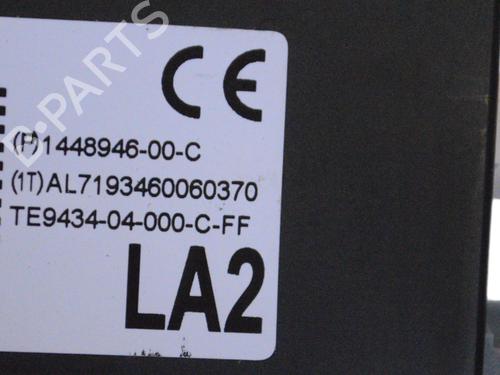 CE
(P)1448946-00-C
(1T)AL7193460060370
TE9434-04-000-C-FF
LA2
D-PARTS